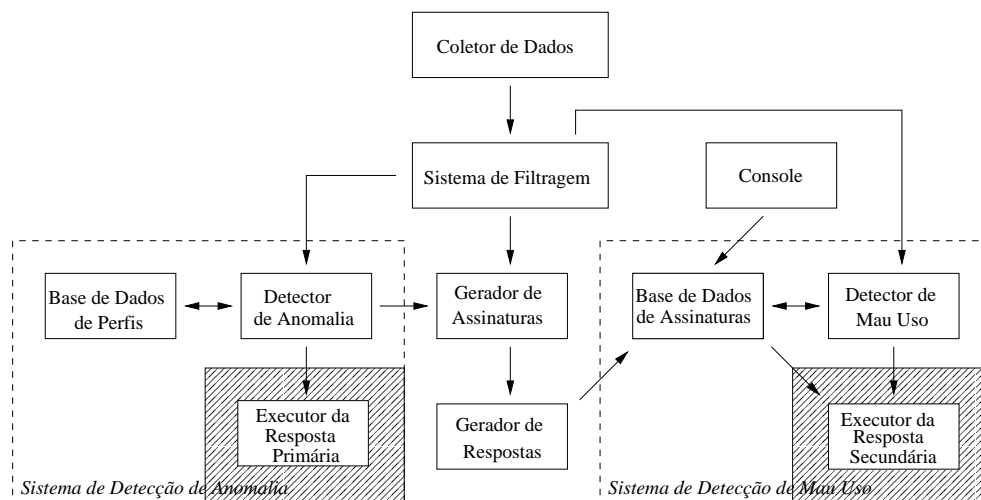 Coletor de Dados
Sistema de Filtragem
Console
Base de Dados
de Perfis
Detector
de Anomalia
Gerador de
Assinaturas
Base de Dados
de Assinaturas
Detector de
Mau Uso
Executor da
Resposta
Primária
Gerador de
Respostas
Executor da
Resposta
Secundária
Sistema de Detecção de Anomalia
Sistema de Detecção de Mau Uso